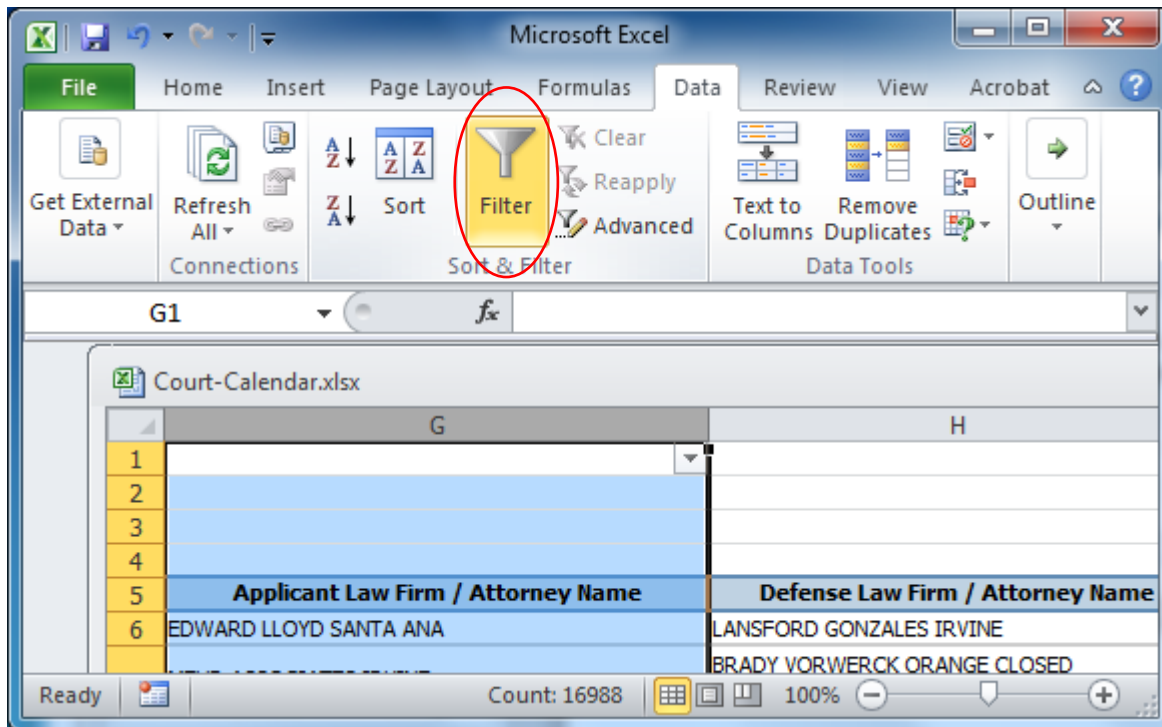 Microsoft Excel
File Home Insert Page Layout Formulas Data Review View Acrobat
Get External Data
Refresh All
Connections
Sort
Filter
Clear
Reapply
Advanced
Sort & Filter
Text to Columns
Remove Duplicates
Data Tools
Outline
G1
fx
Court-Calendar.xlsx
G H
1
2
3
4
5 Applicant Law Firm / Attorney Name Defense Law Firm / Attorney Name
6 EDWARD LLOYD SANTA ANA LANSFORD GONZALES IRVINE
BRADY VORWERCK ORANGE CLOSED
Ready Count: 16988 100%